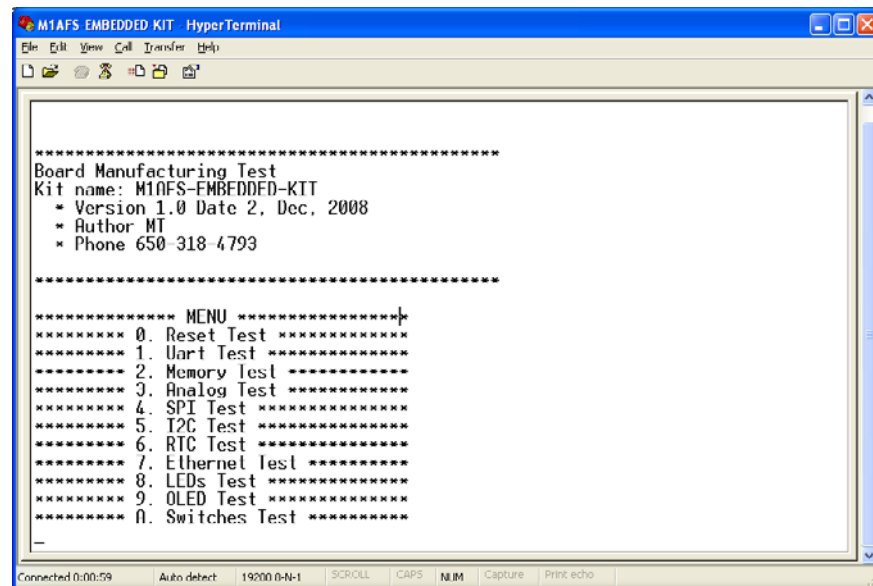 M1AFS-EMBEDDED-KIT - HyperTerminal
File Edit View Call Transfer Help
**********************************************
Board Manufacturing Test
Kit name: M1AFS-EMBEDDED-KIT
* Version 1.0 Date 2, Dec, 2008
* Author MT
* Phone 650-318-4793
**********************************************
************** MENU *****************
********* 0. Reset Test *************
********* 1. Uart Test **************
********* 2. Memory Test ************
********* 3. Analog Test ************
********* 4. SPI Test ***************
********* 5. I2C Test ***************
********* 6. RTC Test ***************
********* 7. Ethernet Test **********
********* 8. LEDs Test **************
********* 9. OLED Test **************
********* A. Switches Test **********
_
Connected 0:00:59 Auto detect 19200 8-N-1 SCROLL CAPS NUM Capture Print echo